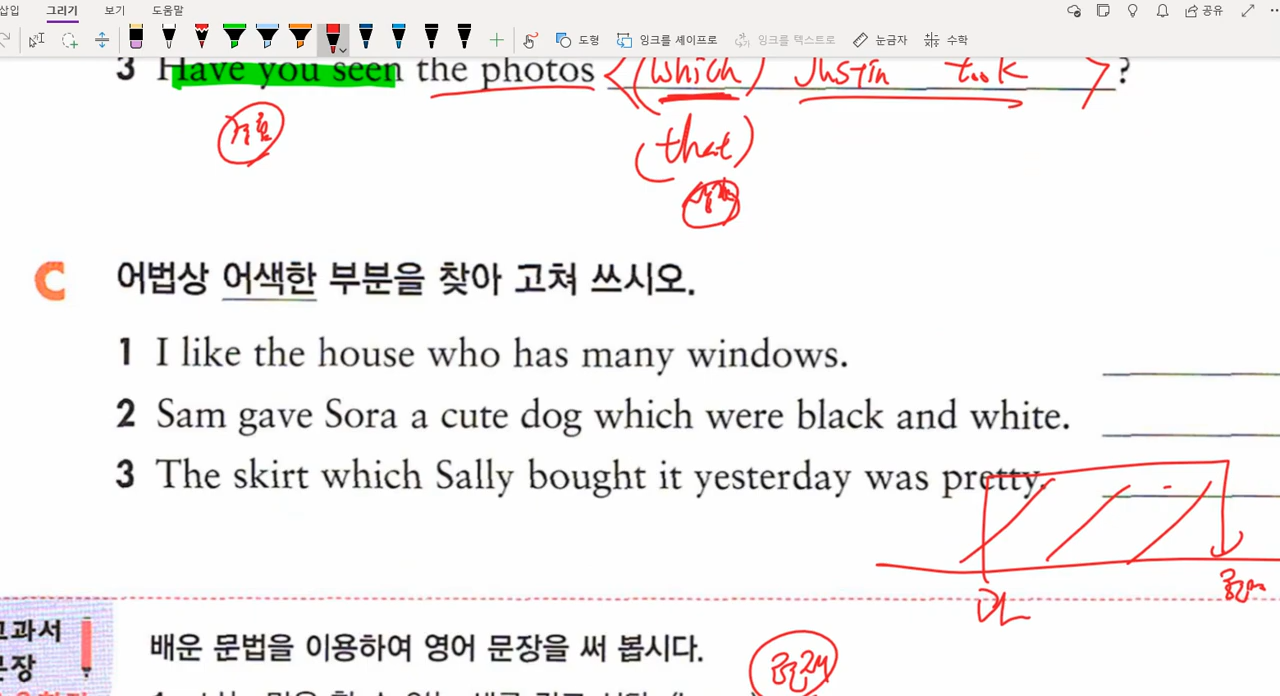 삽입 그리기 보기 도움말 공유
도형 잉크를 셰이프로 잉크를 텍스트로 눈금자 수학
3 Have you seen the photos (which) Justin took ?
경험
(that)
생략
C 어법상 어색한 부분을 찾아 고쳐 쓰시오.
1 I like the house who has many windows.
2 Sam gave Sora a cute dog which were black and white.
3 The skirt which Sally bought it yesterday was pretty.
배운 문법을 이용하여 영어 문장을 써 봅시다.